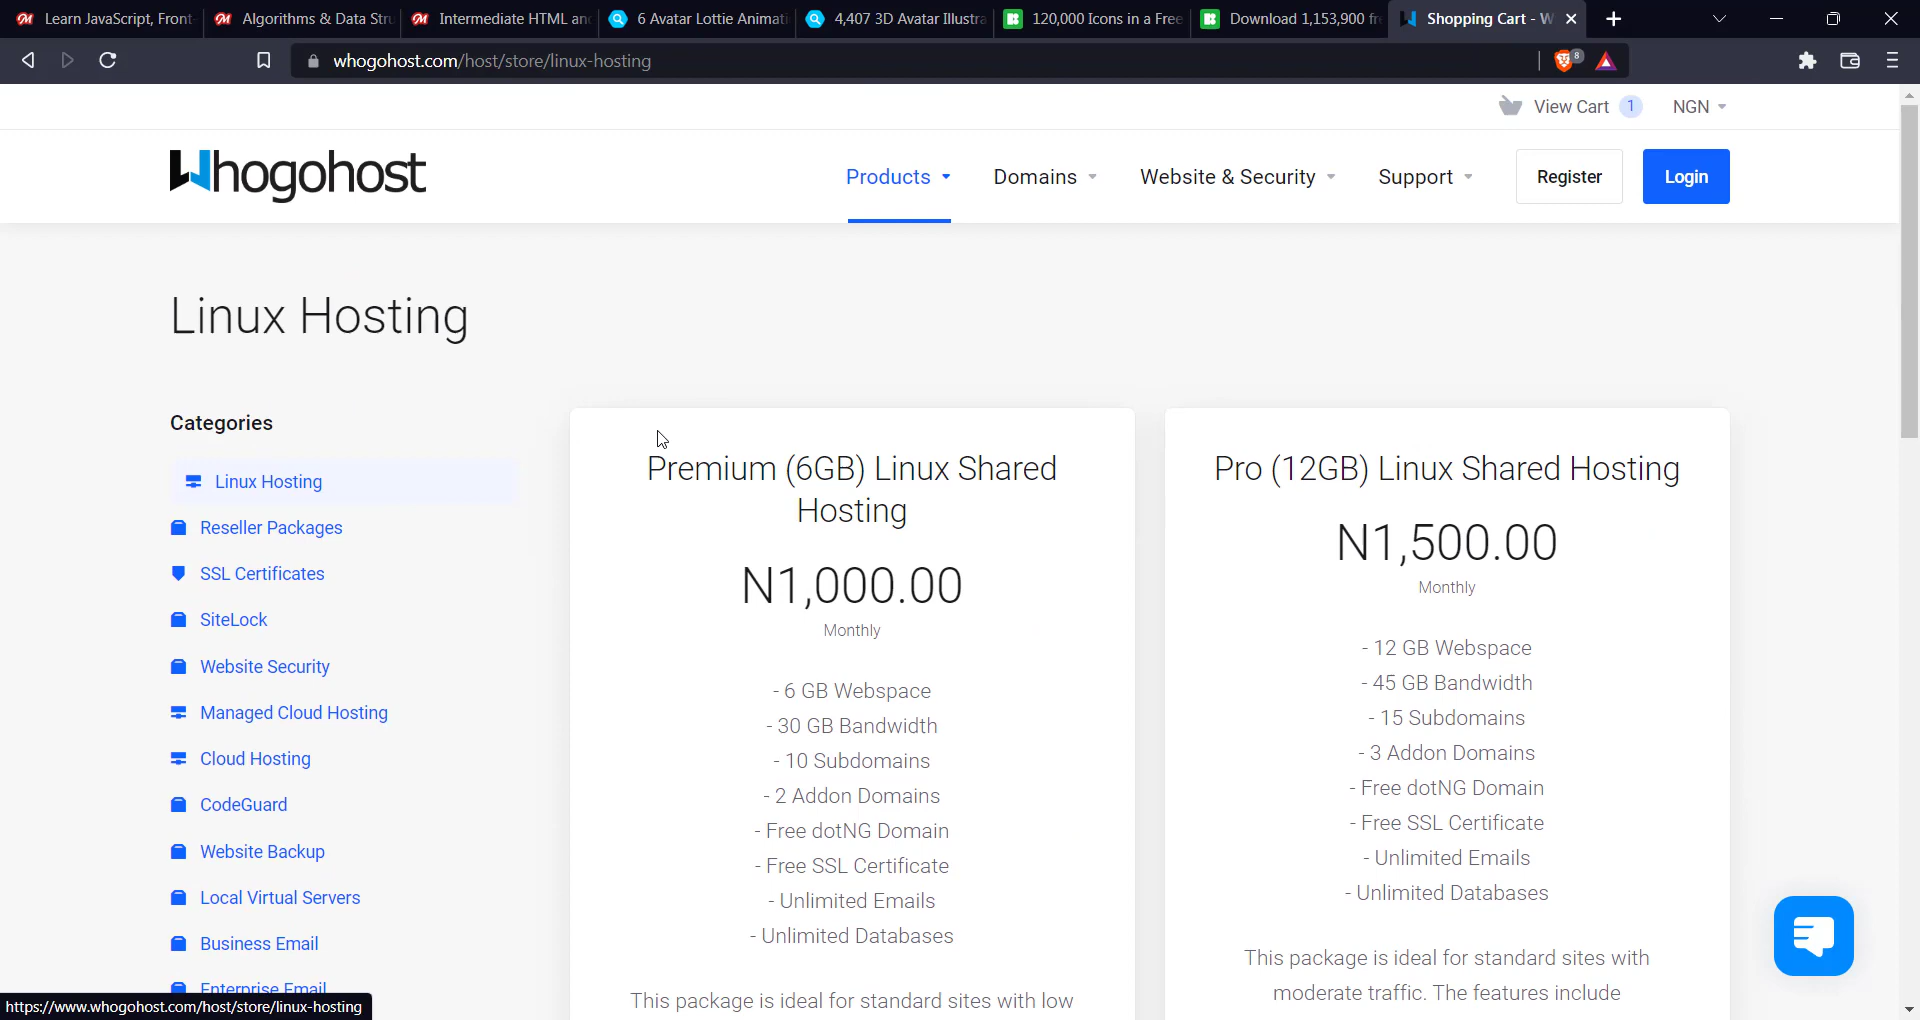 Learn JavaScript, Front
Algorithms & Data Stru
Intermediate HTML an
6 Avatar Lottie Animati
4,407 3D Avatar Illustra
120,000 Icons in a Free
Download 1,153,900 fr
Shopping Cart - W
whogohost.com/host/store/linux-hosting
8
View Cart 1
NGN
Whogohost
Products
Domains
Website & Security
Support
Register
Login
Linux Hosting
Categories
Linux Hosting
Reseller Packages
SSL Certificates
SiteLock
Website Security
Managed Cloud Hosting
Cloud Hosting
CodeGuard
Website Backup
Local Virtual Servers
Business Email
Enterprise Email
Premium (6GB) Linux Shared
Hosting
N1,000.00
Monthly
- 6 GB Webspace
- 30 GB Bandwidth
- 10 Subdomains
- 2 Addon Domains
- Free dotNG Domain
- Free SSL Certificate
- Unlimited Emails
- Unlimited Databases
This package is ideal for standard sites with low
Pro (12GB) Linux Shared Hosting
N1,500.00
Monthly
- 12 GB Webspace
- 45 GB Bandwidth
- 15 Subdomains
- 3 Addon Domains
- Free dotNG Domain
- Free SSL Certificate
- Unlimited Emails
- Unlimited Databases
This package is ideal for standard sites with
moderate traffic. The features include
https://www.whogohost.com/host/store/linux-hosting